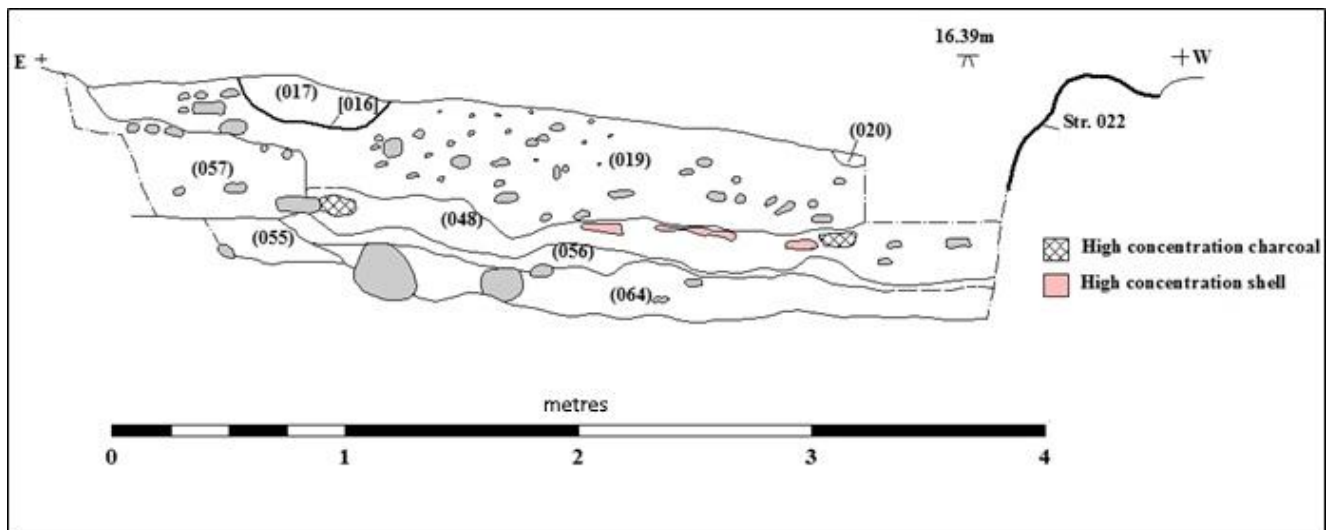 16.39m
E
W
(017)
[016]
(020)
Str. 022
(019)
(057)
(048)
(055)
(056)
(064)
High concentration charcoal
High concentration shell
metres
0 1 2 3 4